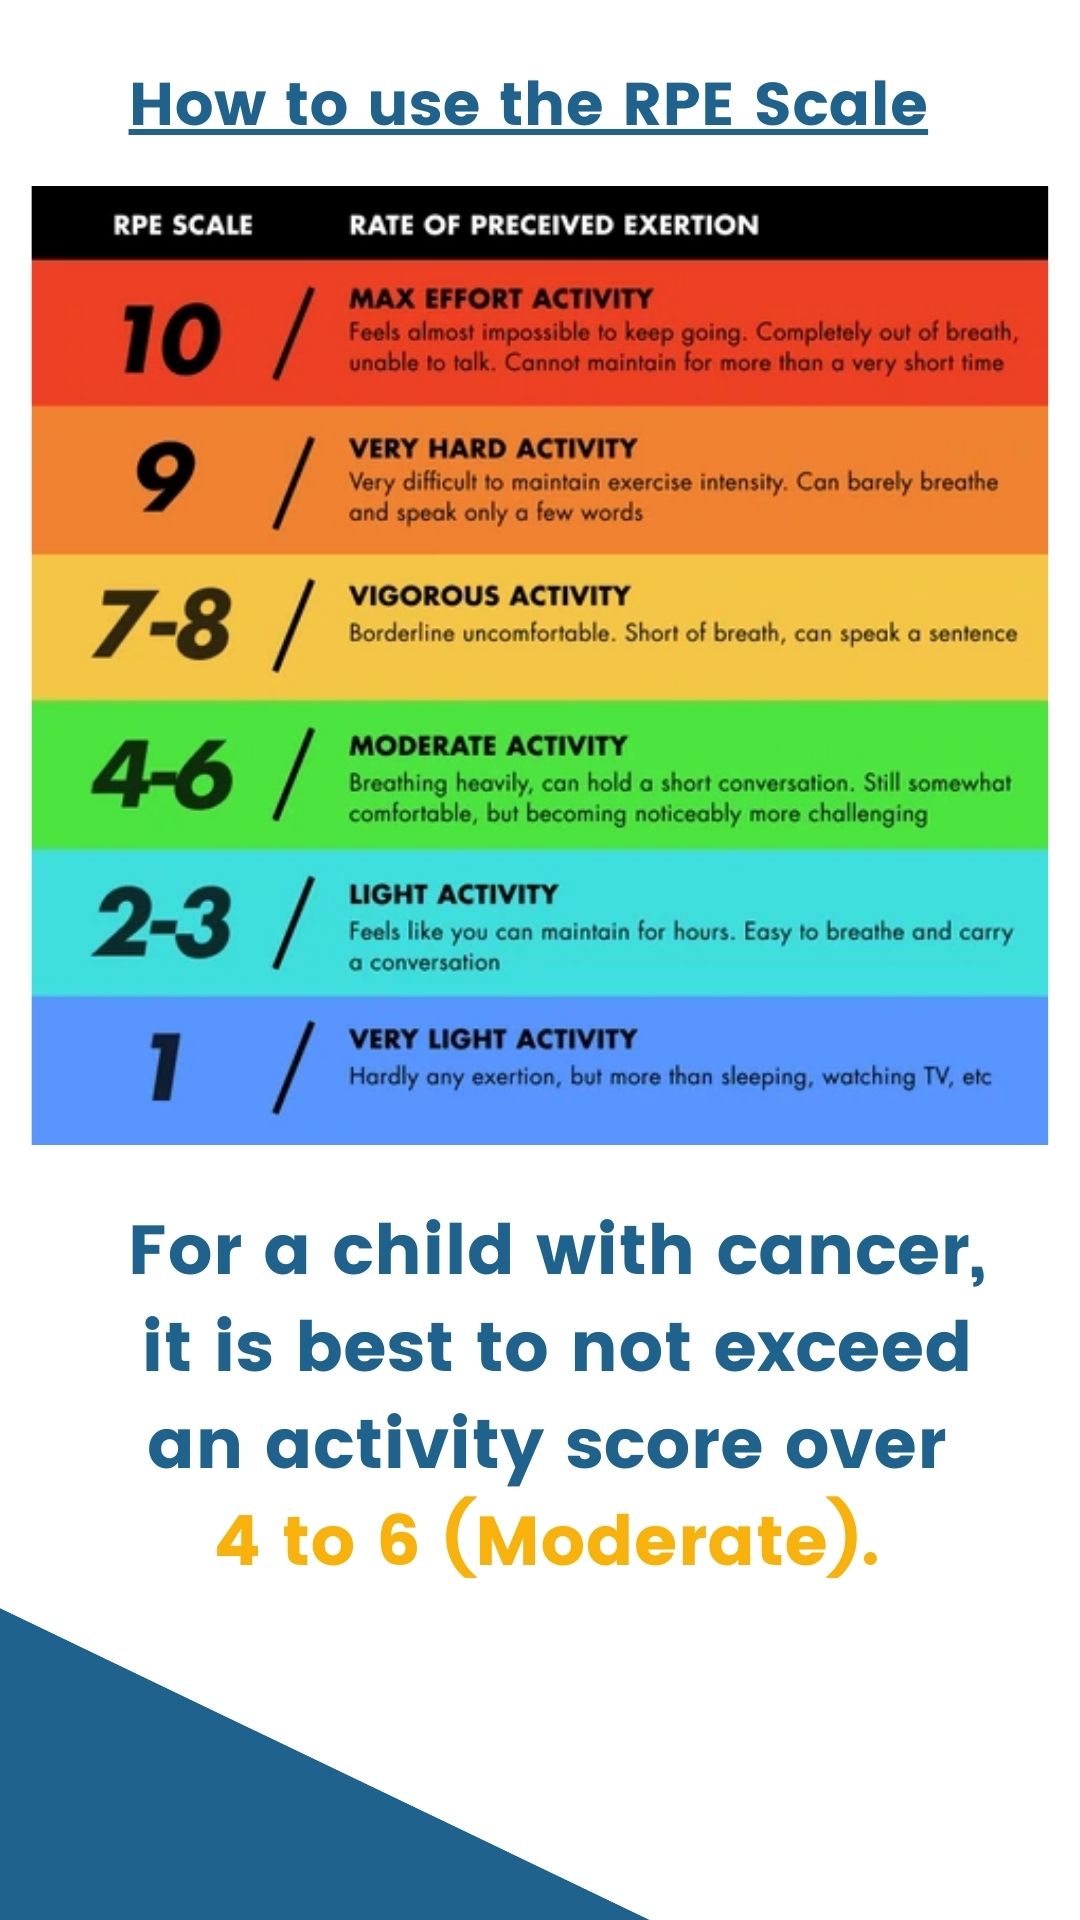 How to use the RPE Scale
RPE SCALE RATE OF PRECEIVED EXERTION
10 / MAX EFFORT ACTIVITY
Feels almost impossible to keep going. Completely out of breath,
unable to talk. Cannot maintain for more than a very short time
9 / VERY HARD ACTIVITY
Very difficult to maintain exercise intensity. Can barely breathe
and speak only a few words
7-8 / VIGOROUS ACTIVITY
Borderline uncomfortable. Short of breath, can speak a sentence
4-6 / MODERATE ACTIVITY
Breathing heavily, can hold a short conversation. Still somewhat
comfortable, but becoming noticeably more challenging
2-3 / LIGHT ACTIVITY
Feels like you can maintain for hours. Easy to breathe and carry
a conversation
1 / VERY LIGHT ACTIVITY
Hardly any exertion, but more than sleeping, watching TV, etc
For a child with cancer,
it is best to not exceed
an activity score over
4 to 6 (Moderate).